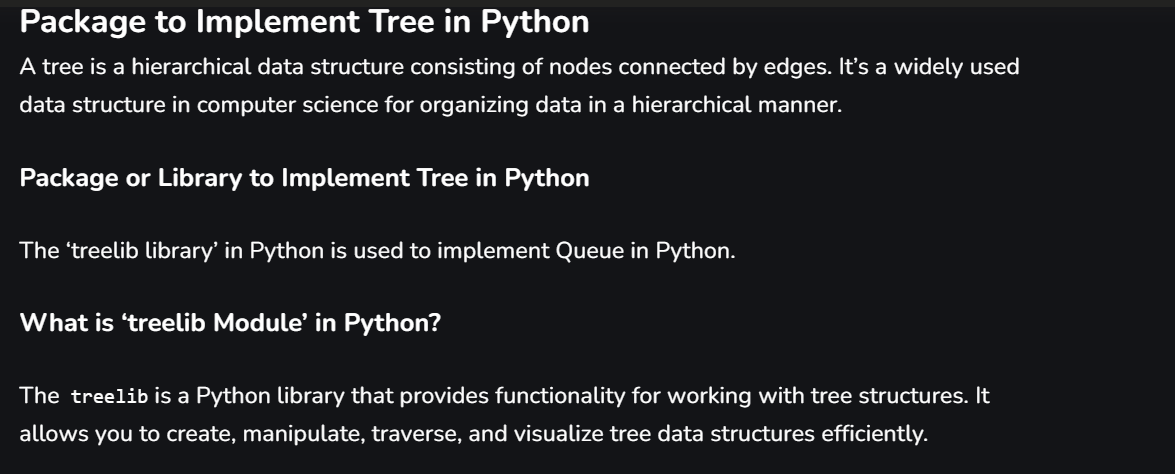 Package to Implement Tree in Python
A tree is a hierarchical data structure consisting of nodes connected by edges. It’s a widely used
data structure in computer science for organizing data in a hierarchical manner.
Package or Library to Implement Tree in Python
The ‘treelib library’ in Python is used to implement Queue in Python.
What is ‘treelib Module’ in Python?
The treelib is a Python library that provides functionality for working with tree structures. It
allows you to create, manipulate, traverse, and visualize tree data structures efficiently.